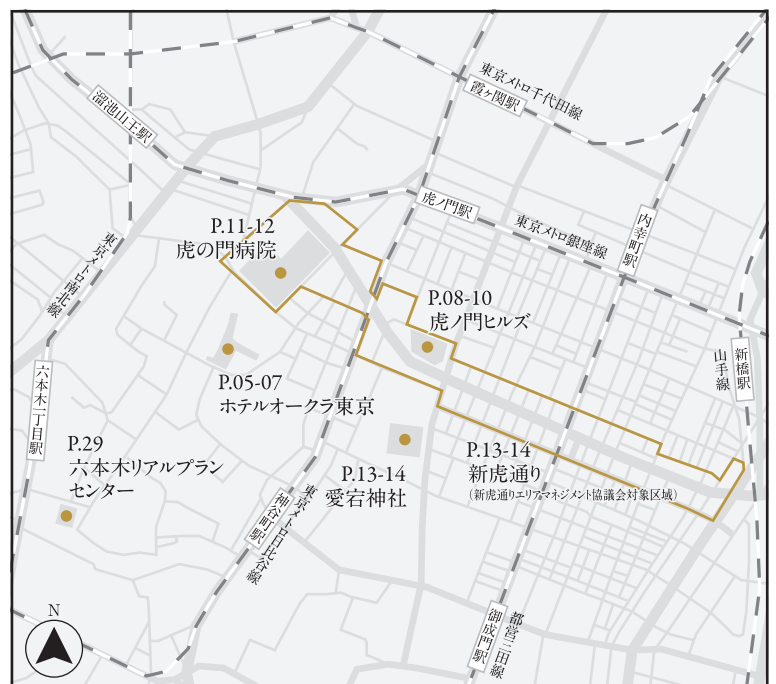 東京メトロ千代田線
霞ヶ関駅
溜池山王駅
虎ノ門駅
東京メトロ銀座線
内幸町駅
P.11-12
虎の門病院
東京メトロ南北線
P.08-10
虎ノ門ヒルズ
新橋駅
山手線
P.05-07
ホテルオークラ東京
六本木一丁目駅
P.29
六本木リアルプラン
センター
P.13-14
愛宕神社
P.13-14
新虎通り
(新虎通りエリアマネジメント協議会対象区域)
東京メトロ日比谷線
神谷町駅
都営三田線
御成門駅
N